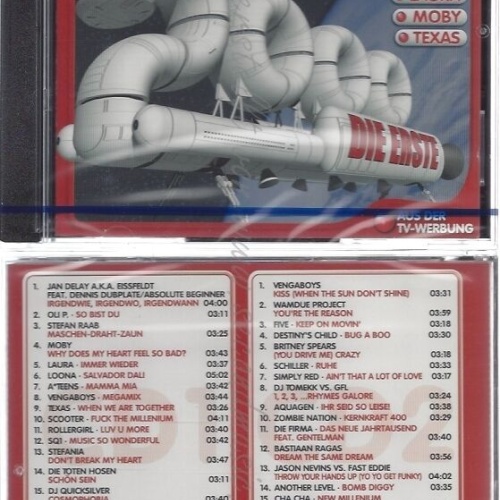 MOBY
TEXAS
DIE ERSTE
AUS DER
TV-WERBUNG
1. JAN DELAY A.K.A. EISSFELDT
FEAT. DENNIS DUBPLATE/ABSOLUTE BEGINNER
IRGENDWIE, IRGENDWO, IRGENDWANN 04:00
2. OLI P. - SO BIST DU 03:11
3. STEFAN RAAB
MASCHEN-DRAHT-ZAUN 03:25
4. MOBY
WHY DOES MY HEART FEEL SO BAD? 03:43
5. LAURA - IMMER WIEDER 03:37
6. LOONA - SALVADOR DALI 05:02
7. A*TEENS - MAMMA MIA 03:42
8. VENGABOYS - MEGAMIX 03:44
9. TEXAS - WHEN WE ARE TOGETHER 03:26
10. SCOOTER - FUCK THE MILLENIUM 04:11
11. ROLLERGIRL - LUV U MORE 03:40
12. SQ1 - MUSIC SO WONDERFUL 03:42
13. STEFANIA
DON'T BREAK MY HEART 03:47
14. DIE TOTEN HOSEN
SCHÖN SEIN 03:11
15. DJ QUICKSILVER
COSMOPHOBIA 03:40
1. VENGABOYS
KISS (WHEN THE SUN DON'T SHINE) 03:31
2. WAMDUE PROJECT
YOU'RE THE REASON 03:59
3. FIVE - KEEP ON MOVIN' 03:18
4. DESTINY'S CHILD - BUG A BOO 03:30
5. BRITNEY SPEARS
(YOU DRIVE ME) CRAZY 03:18
6. SCHILLER - RUHE 03:33
7. SIMPLY RED - AIN'T THAT A LOT OF LOVE 03:37
8. DJ TOMEKK VS. GFL
1, 2, 3, ...RHYMES GALORE 03:24
9. AQUAGEN - IHR SEID SO LEISE! 03:38
10. ZOMBIE NATION - KERNKRAFT 400 03:29
11. DIE FIRMA - DAS NEUE JAHRTAUSEND
FEAT. GENTELMAN 03:40
12. BASTIAAN RAGAS
DREAM THE SAME DREAM 03:56
13. JASON NEVINS VS. FAST EDDIE
THROW YOUR HANDS UP (YO YO GET FUNKY) 04:02
14. ANOTHER LEVEL - BOMB DIGGY 03:35
15. CHA CHA - NEW MILLENIUM